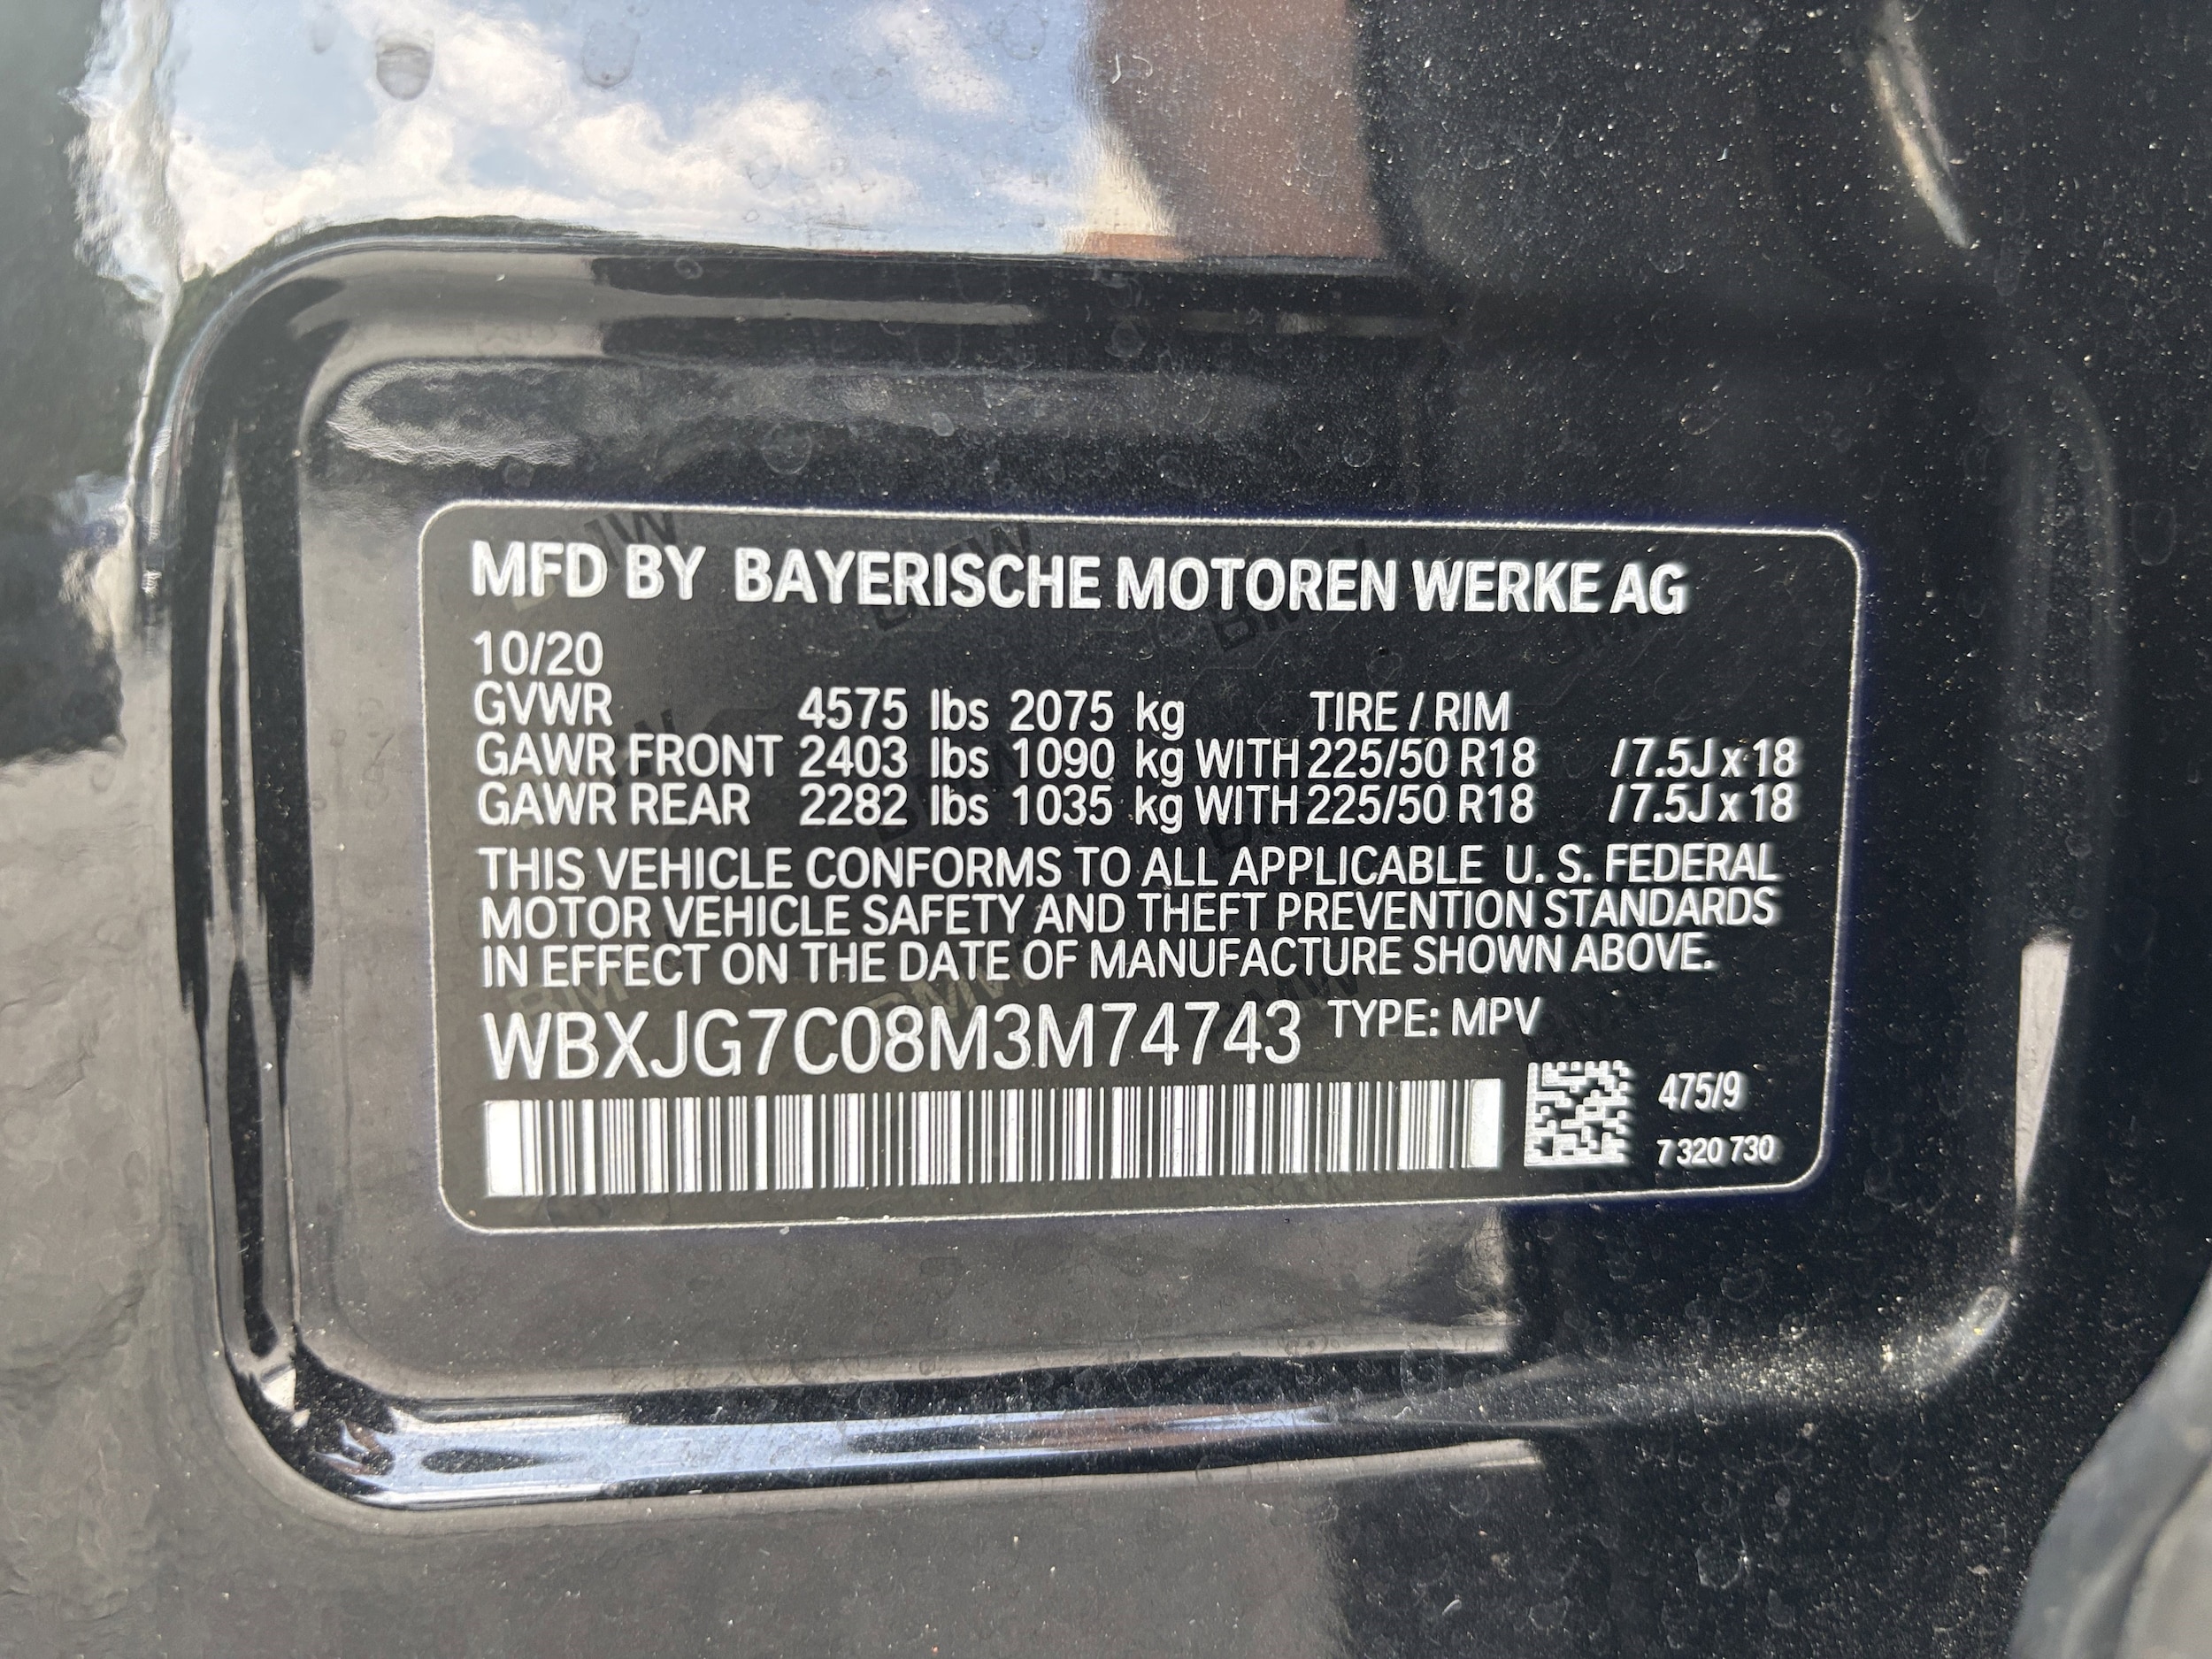 MFD BY BAYERISCHE MOTOREN WERKE AG
10/20
GVWR 4575 lbs 2075 kg TIRE / RIM
GAWR FRONT 2403 lbs 1090 kg WITH 225/50 R18 / 7.5J x 18
GAWR REAR 2282 lbs 1035 kg WITH 225/50 R18 / 7.5J x 18
THIS VEHICLE CONFORMS TO ALL APPLICABLE U. S. FEDERAL
MOTOR VEHICLE SAFETY AND THEFT PREVENTION STANDARDS
IN EFFECT ON THE DATE OF MANUFACTURE SHOWN ABOVE.
WBXJG7C08M3M74743 TYPE: MPV
475/9
7 320 730